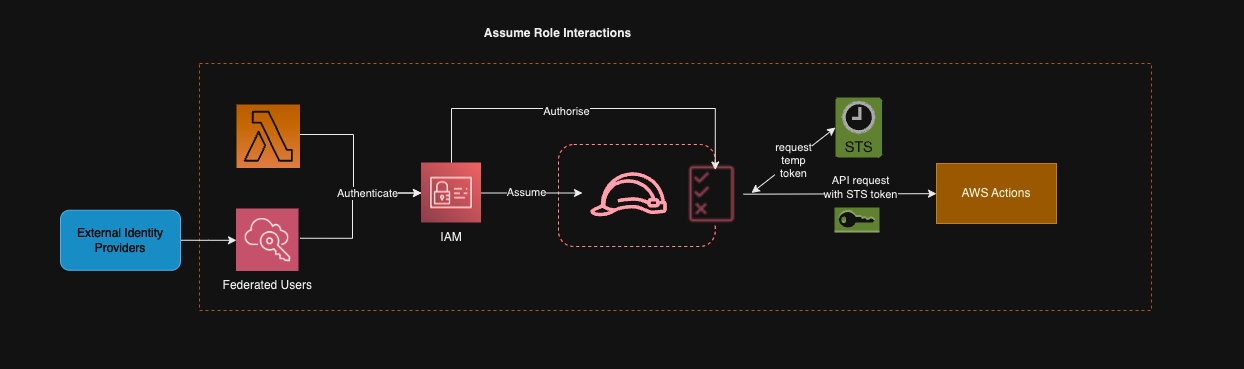 Assume Role Interactions
Authorise
STS
request
temp
token
API request
with STS token
AWS Actions
Authenticate
Assume
IAM
External Identity
Providers
Federated Users